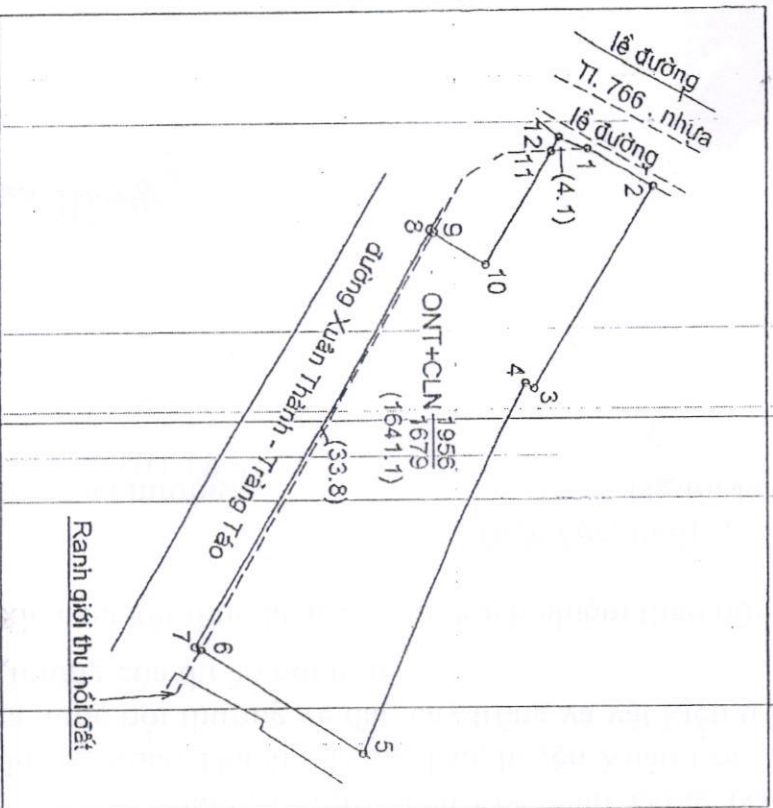 lề đường
Tl. 766 nhựa
lề đường
1
2
12
11
(4.1)
9
8
10
3
4
ONT+CLN 1956
1679
(1641.1)
(33.8)
đường Xuân Thành - Trảng Táo
7
6
5
Ranh giới thu hồi đất